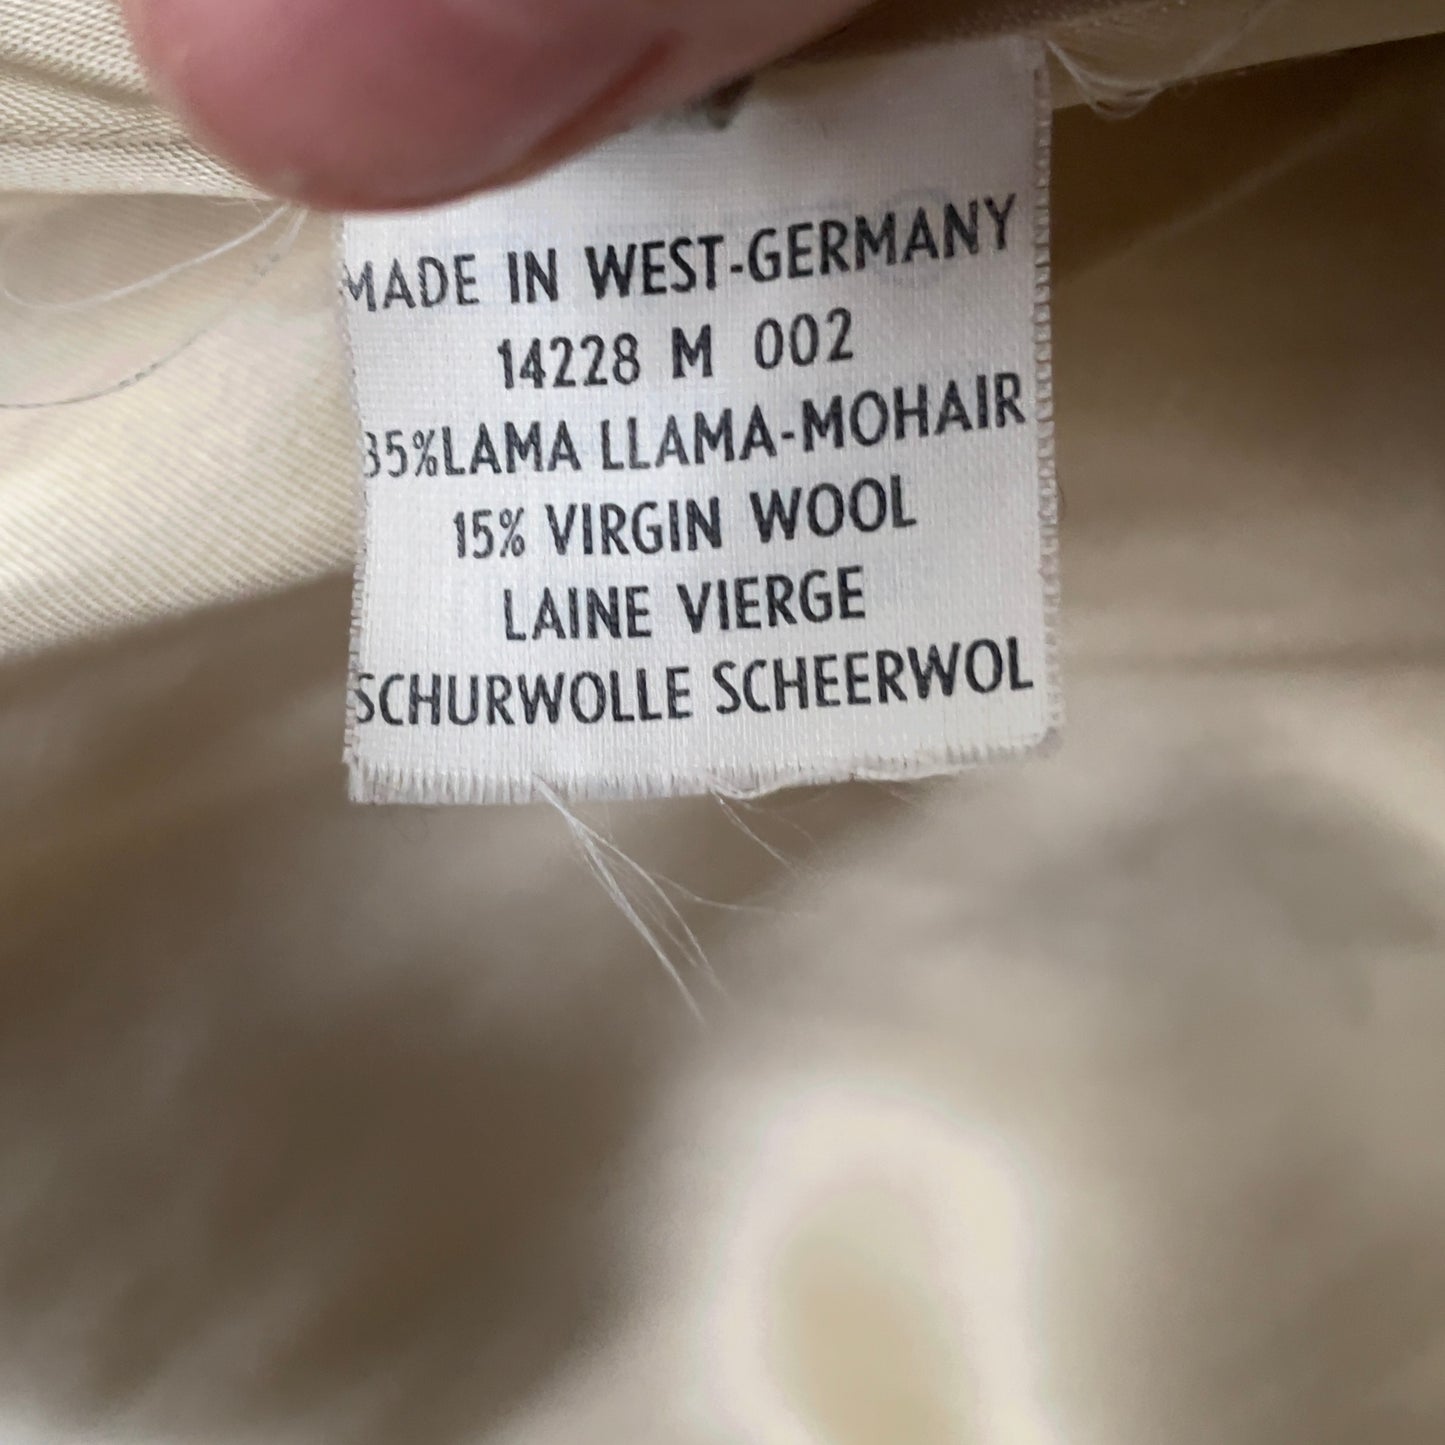 MADE IN WEST-GERMANY
14228 M 002
85%LAMA LLAMA-MOHAIR
15% VIRGIN WOOL
LAINE VIERGE
SCHURWOLLE SCHEERWOL